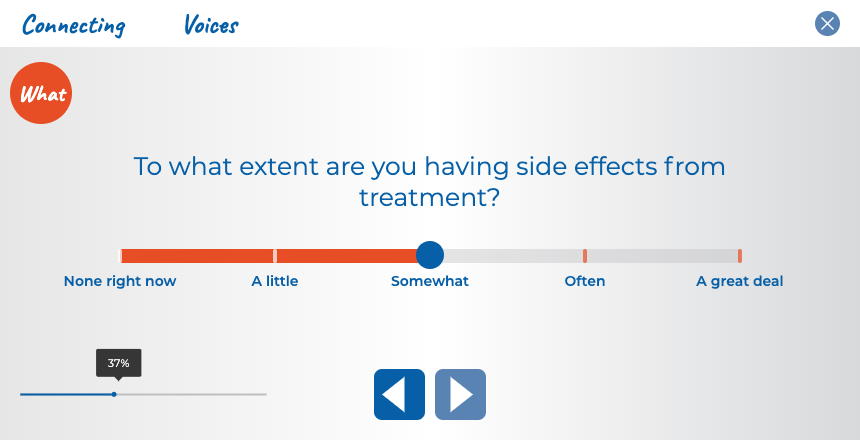 Connecting Voices
What
To what extent are you having side effects from
treatment?
None right now A little Somewhat Often A great deal
37%